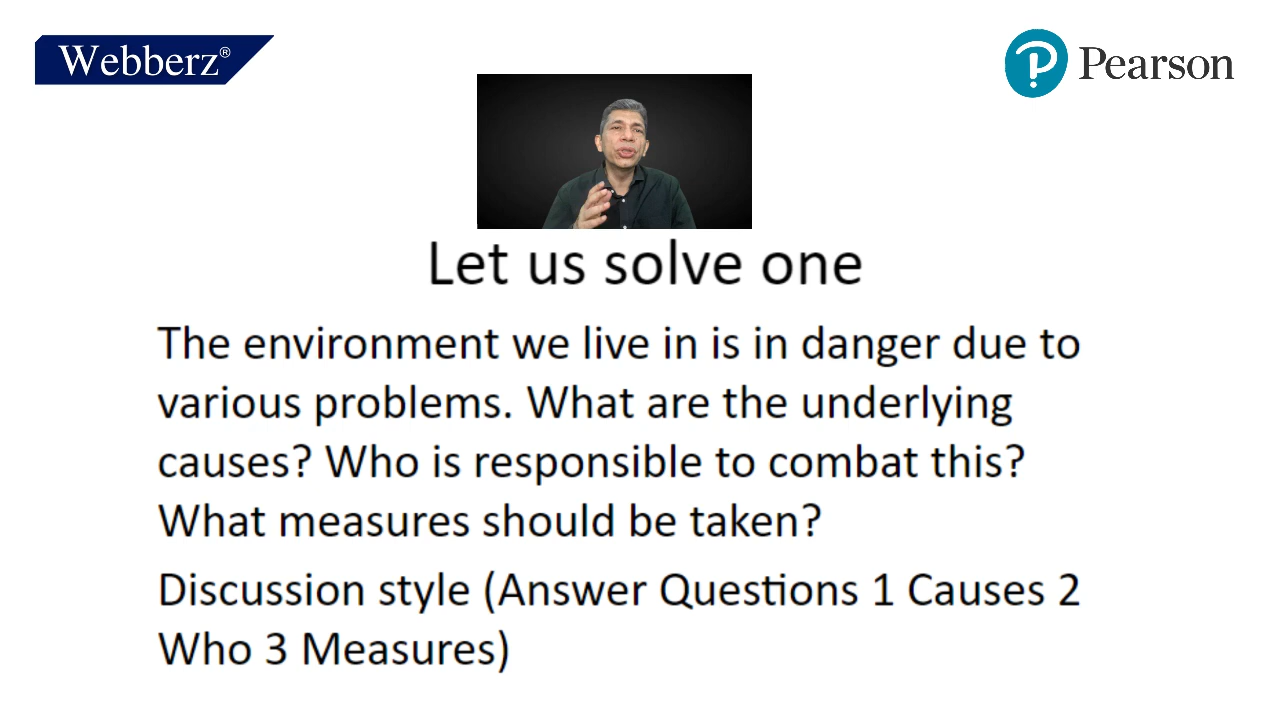 Webberz®
Pearson
Let us solve one
The environment we live in is in danger due to
various problems. What are the underlying
causes? Who is responsible to combat this?
What measures should be taken?
Discussion style (Answer Questions 1 Causes 2
Who 3 Measures)